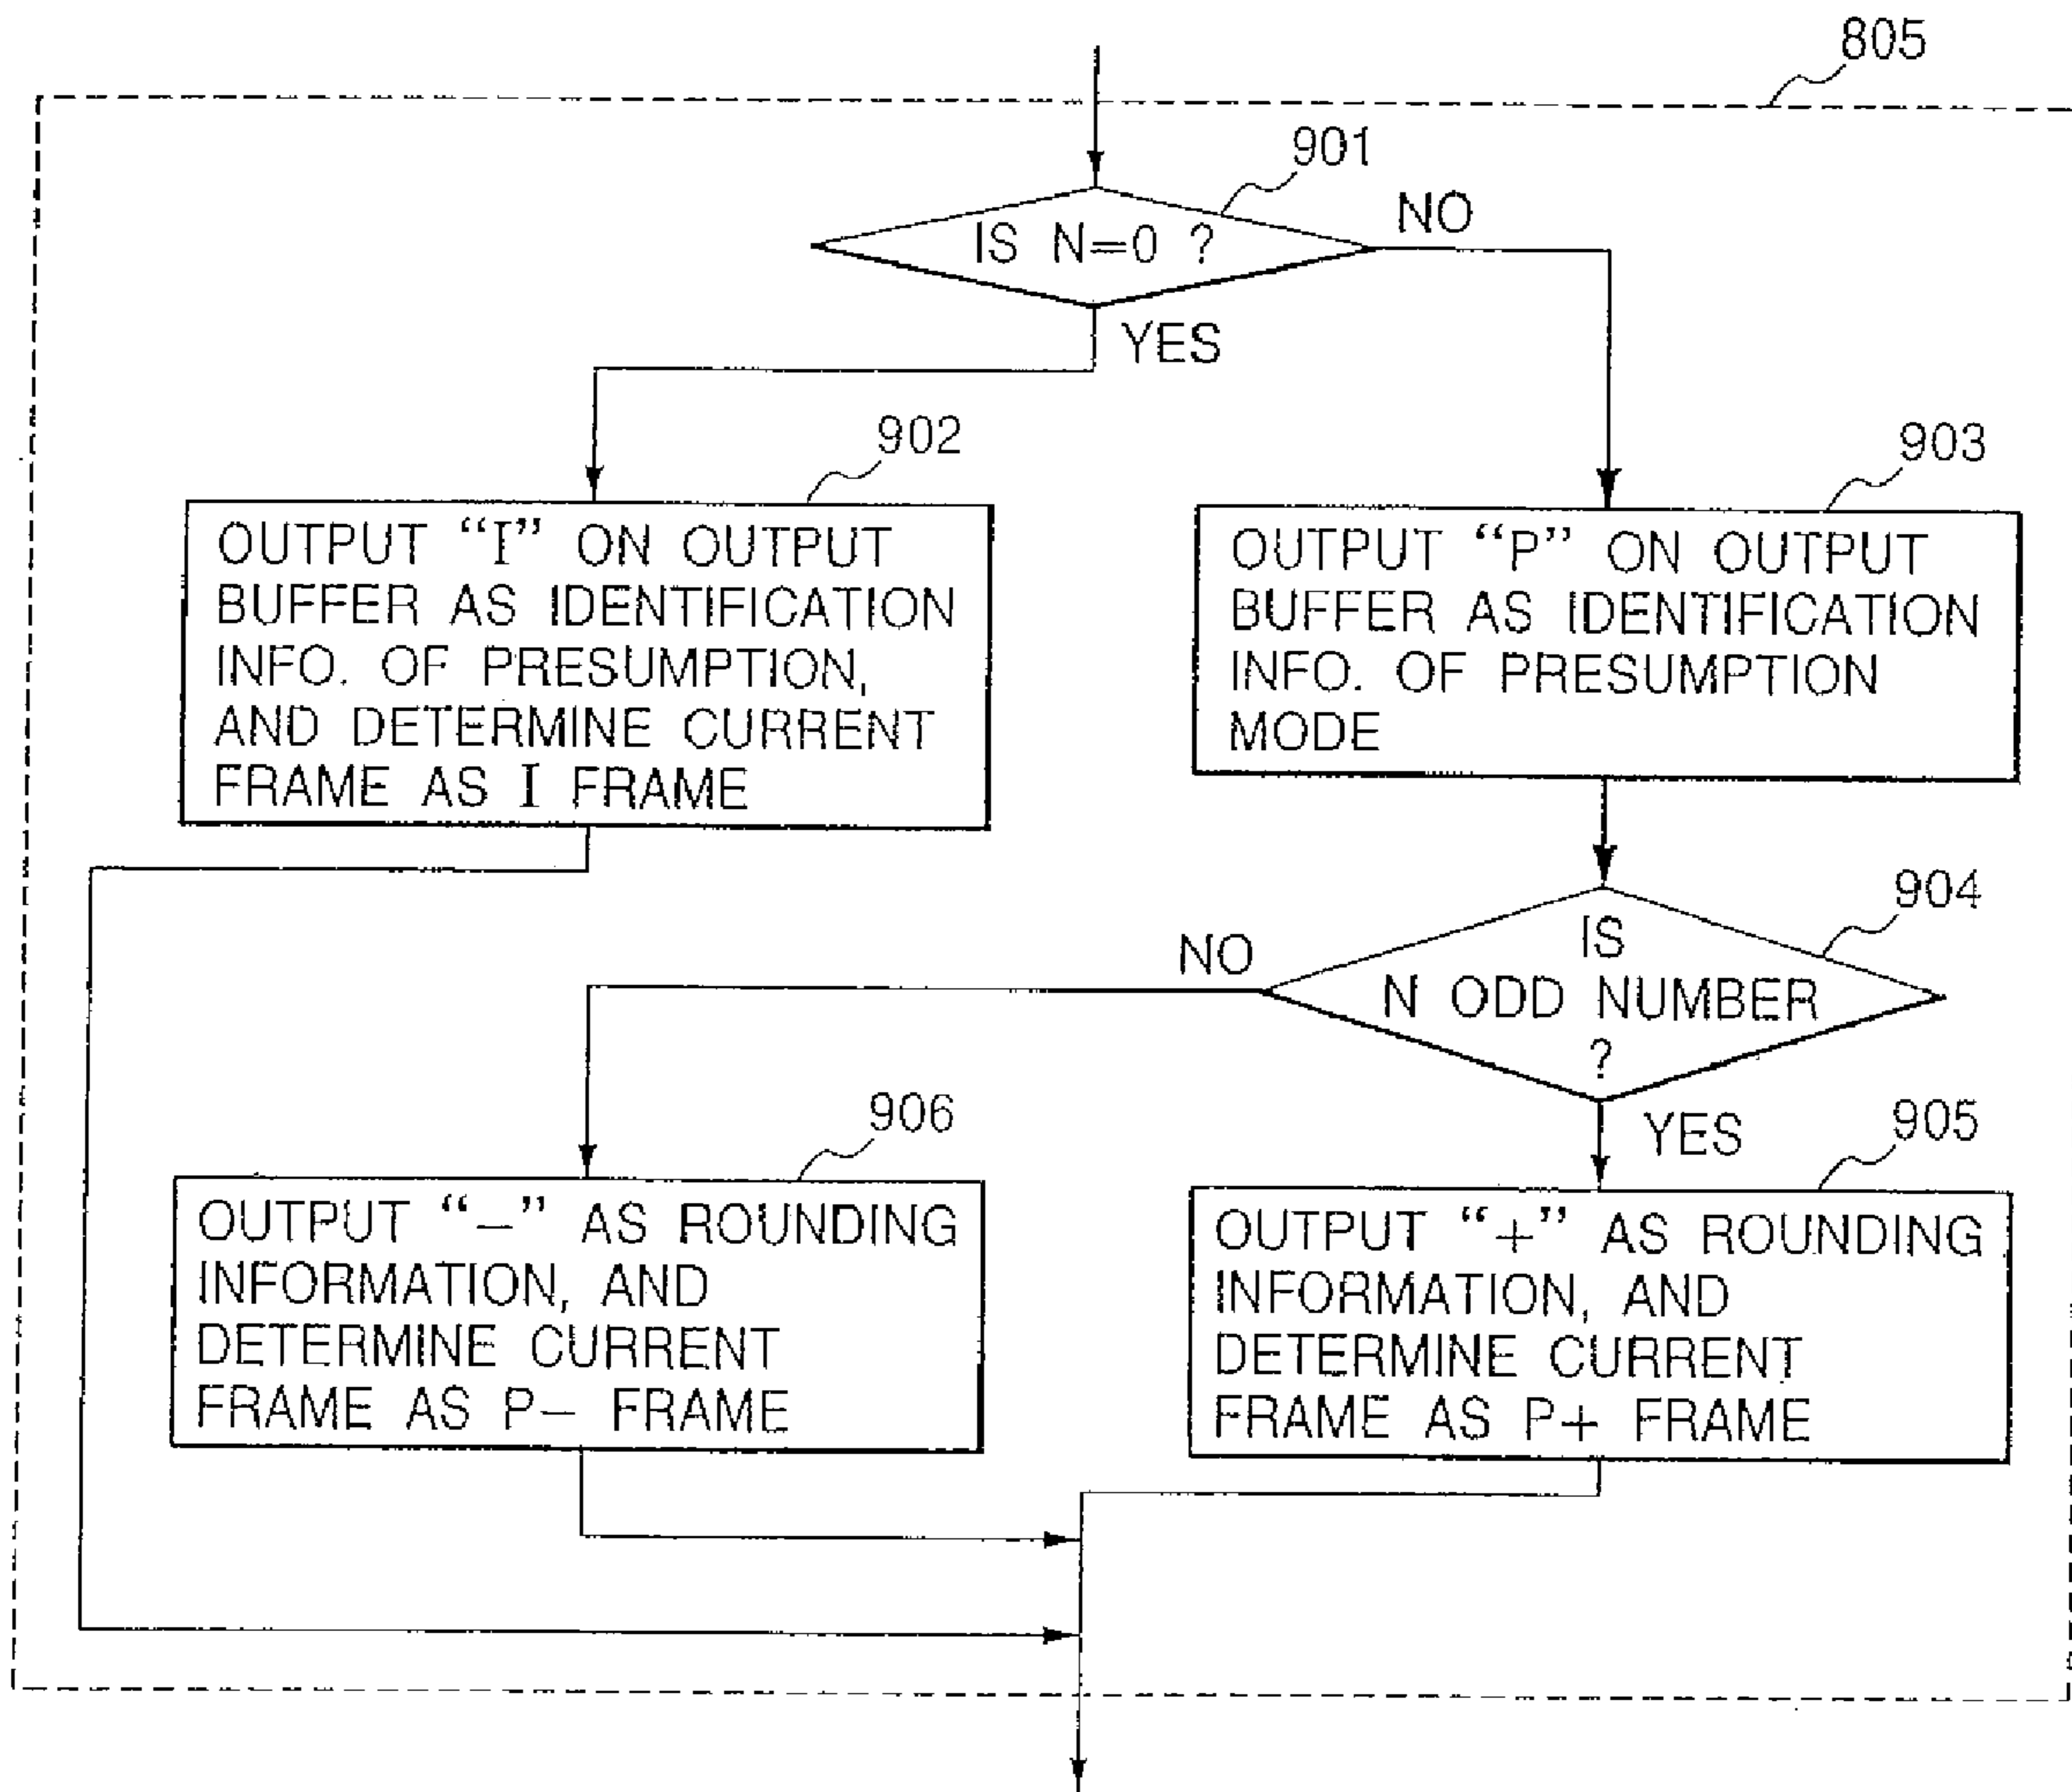 805
901
IS N=0 ?
NO
YES
902
OUTPUT “I” ON OUTPUT
BUFFER AS IDENTIFICATION
INFO. OF PRESUMPTION,
AND DETERMINE CURRENT
FRAME AS I FRAME
903
OUTPUT “P” ON OUTPUT
BUFFER AS IDENTIFICATION
INFO. OF PRESUMPTION
MODE
904
IS
N ODD NUMBER
?
NO
YES
906
OUTPUT “−” AS ROUNDING
INFORMATION, AND
DETERMINE CURRENT
FRAME AS P− FRAME
905
OUTPUT “+” AS ROUNDING
INFORMATION, AND
DETERMINE CURRENT
FRAME AS P+ FRAME